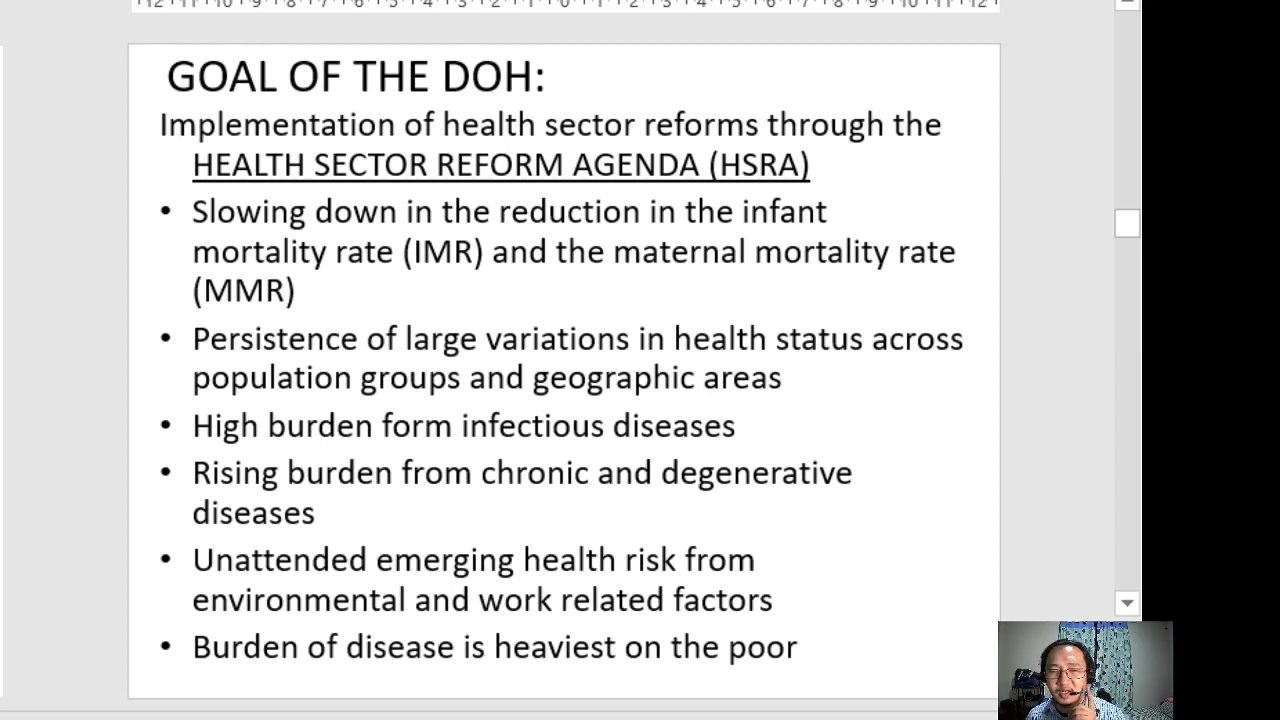 GOAL OF THE DOH:
Implementation of health sector reforms through the
HEALTH SECTOR REFORM AGENDA (HSRA)
• Slowing down in the reduction in the infant
mortality rate (IMR) and the maternal mortality rate
(MMR)
• Persistence of large variations in health status across
population groups and geographic areas
• High burden form infectious diseases
• Rising burden from chronic and degenerative
diseases
• Unattended emerging health risk from
environmental and work related factors
• Burden of disease is heaviest on the poor